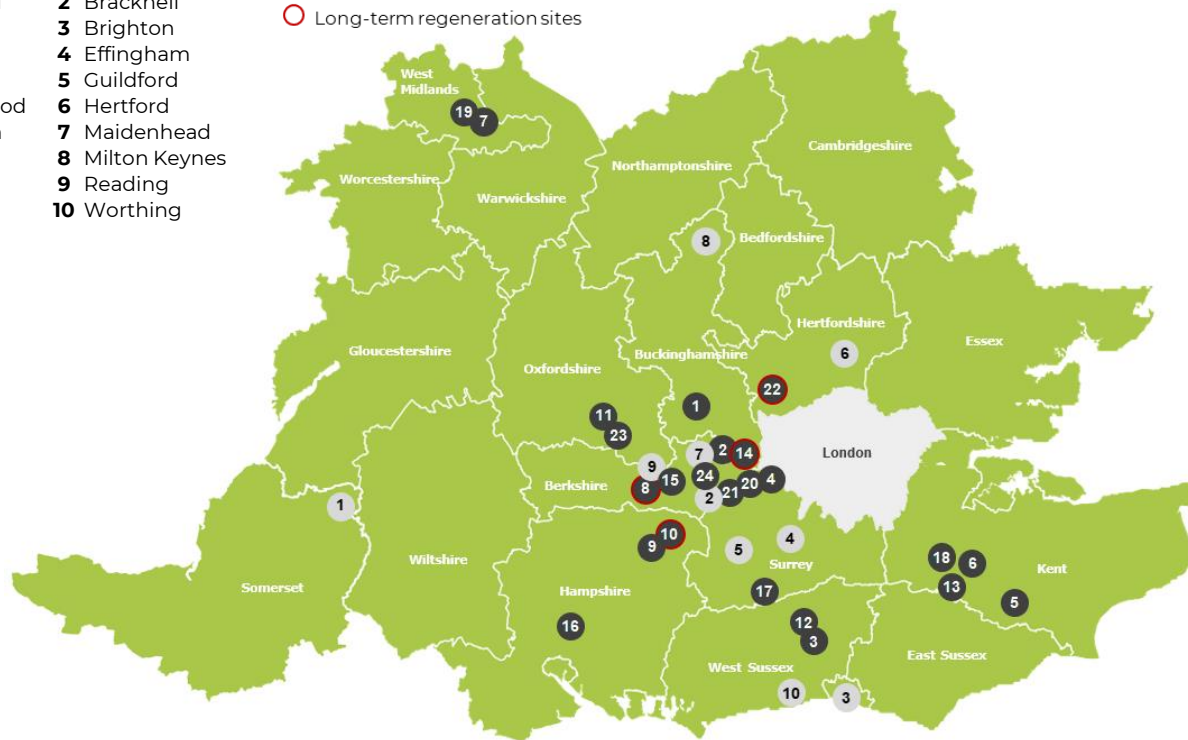 2 Bracknell
3 Brighton
4 Effingham
5 Guildford
od
6 Hertford
7 Maidenhead
8 Milton Keynes
9 Reading
10 Worthing
Long-term regeneration sites
West
Midlands
19
7
Cambridgeshire
Northamptonshire
Worcestershire
Warwickshire
8
Bedfordshire
Hertfordshire
Essex
Gloucestershire
Buckinghamshire
6
Oxfordshire
22
1
11
23
2
14
London
7
9
24
15
8
Berkshire
20
4
21
2
1
10
9
4
5
Surrey
18
6
Kent
Wiltshire
13
Somerset
Hampshire
17
5
16
12
3
East Sussex
West Sussex
10
3